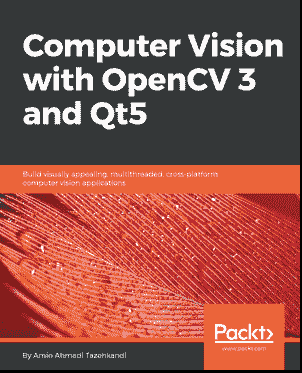 Computer Vision
with OpenCV 3
and Qt5
Build visually appealing, multithreaded, cross-platform
computer vision applications
By Amin Ahmadi Tazehkandi
Packt>
www.packt.com